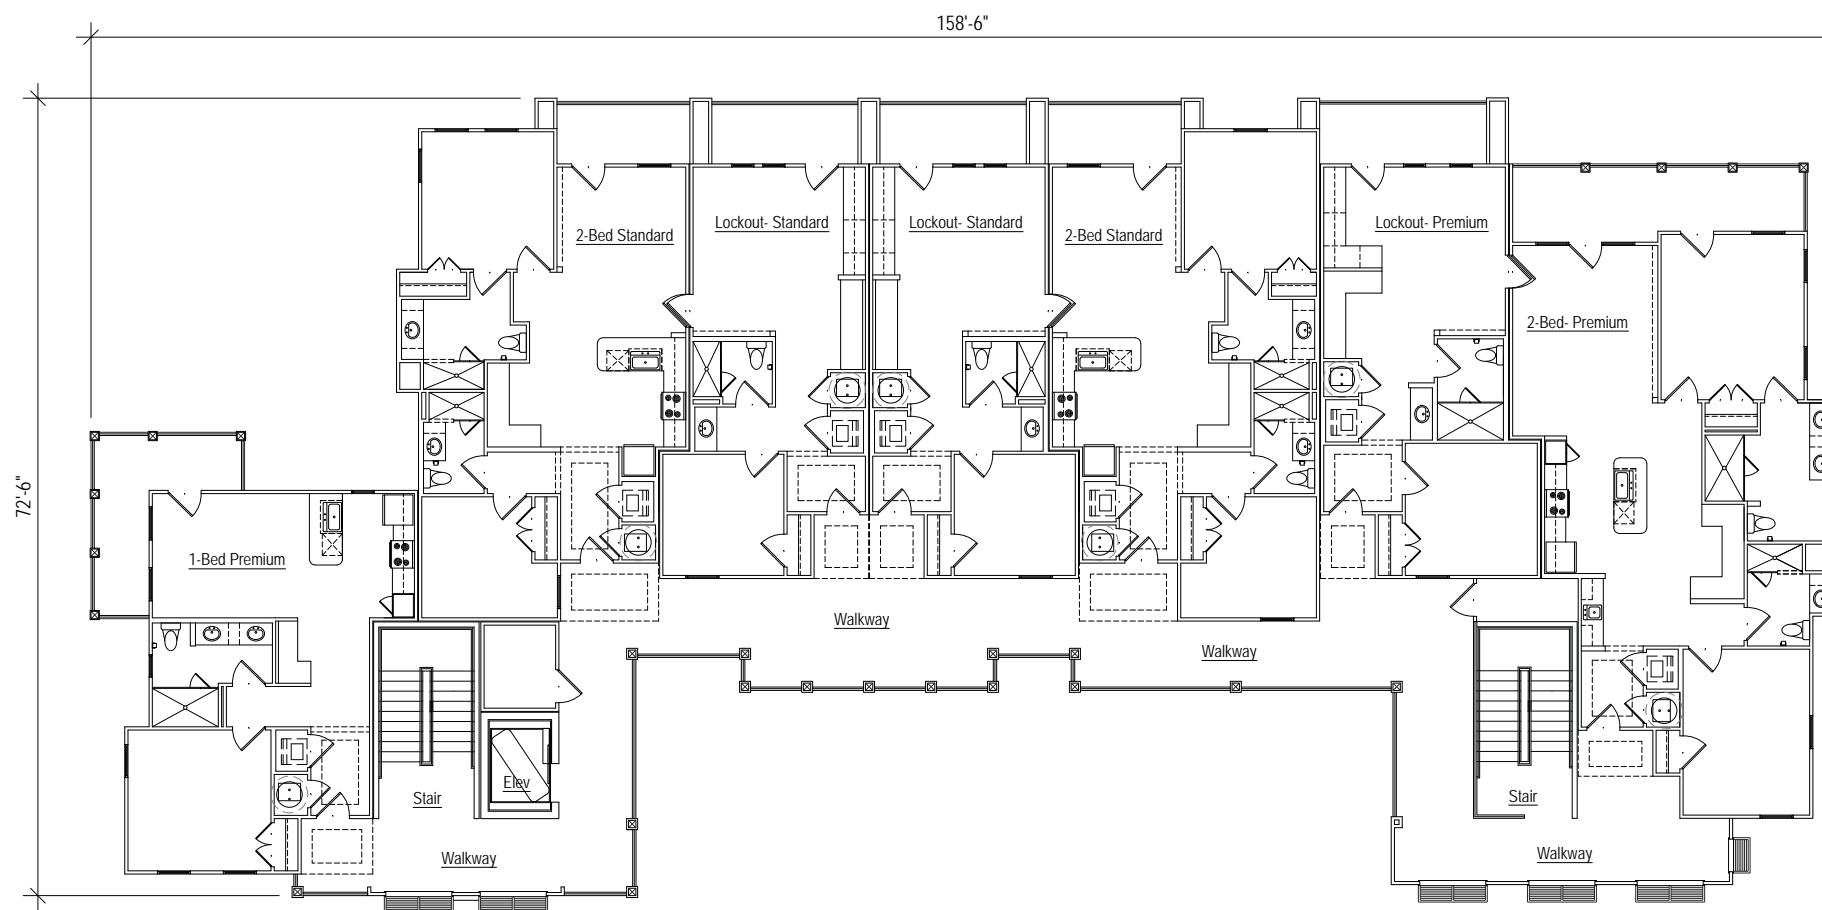 158'-6"
72'-6"
Lockout- Standard
Lockout- Standard
Lockout- Premium
2-Bed Standard
2-Bed Standard
2-Bed- Premium
1-Bed Premium
Walkway
Walkway
Elev
Stair
Stair
Walkway
Walkway